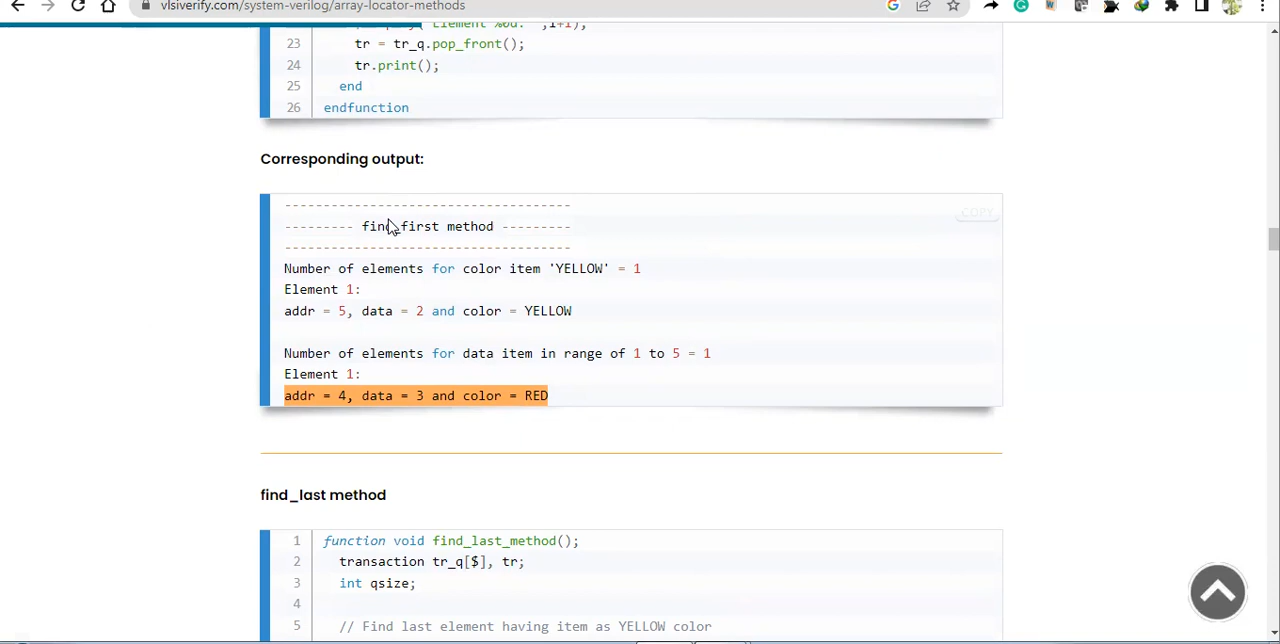 vlsiverify.com/system-verilog/array-locator-methods
23 tr = tr_q.pop_front();
24 tr.print();
25 end
26 endfunction
Corresponding output:
---------------------------------------
COPY
--------- find_first method ---------
---------------------------------------
Number of elements for color item 'YELLOW' = 1
Element 1:
addr = 5, data = 2 and color = YELLOW
Number of elements for data item in range of 1 to 5 = 1
Element 1:
addr = 4, data = 3 and color = RED
find_last method
1 function void find_last_method();
2 transaction tr_q[$], tr;
3 int qsize;
4
5 // Find last element having item as YELLOW color